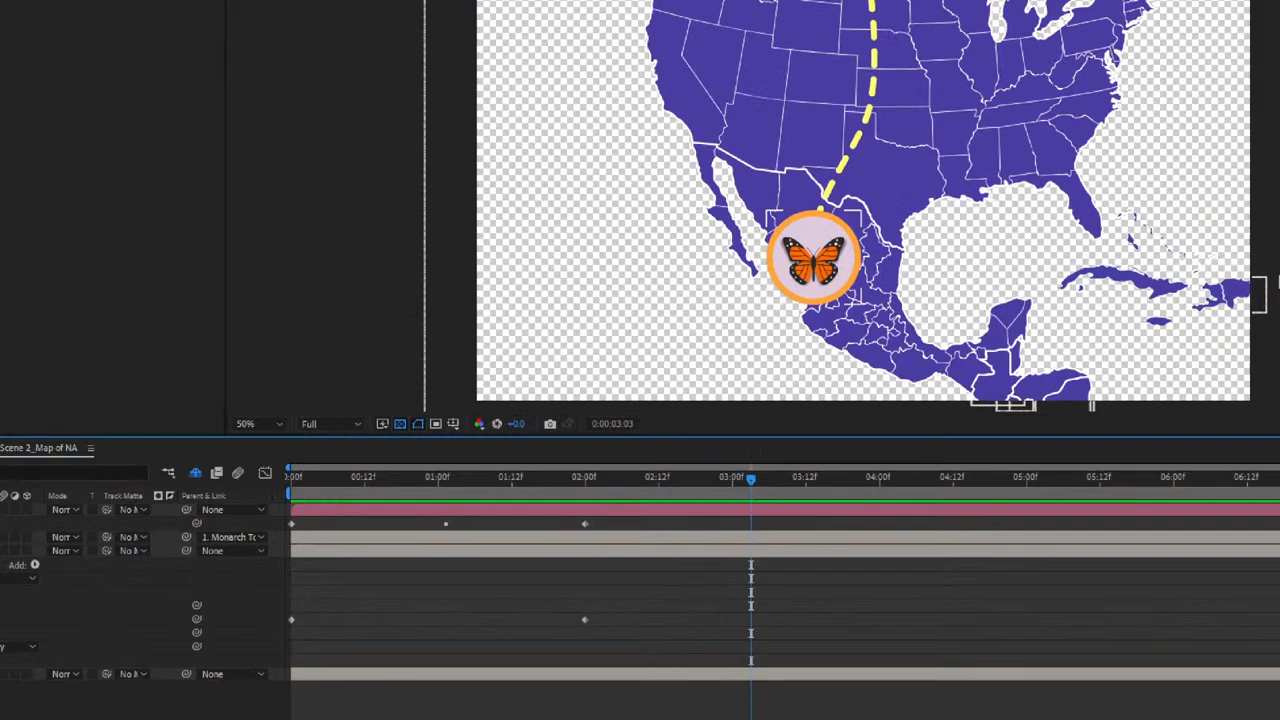 50% Full +0.0 0:00:03:03
Scene 2_Map of NA
0:00f 00:12f 01:00f 01:12f 02:00f 02:12f 03:00f 03:12f 04:00f 04:12f 05:00f 05:12f 06:00f 06:12f
Mode T Track Matte Parent & Link
Norr No M None
Norr No M 1. Monarch To
Norr No M None
Add:
y
Norr No M None